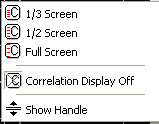 1/3 Screen
1/2 Screen
Full Screen
Correlation Display Off
Show Handle